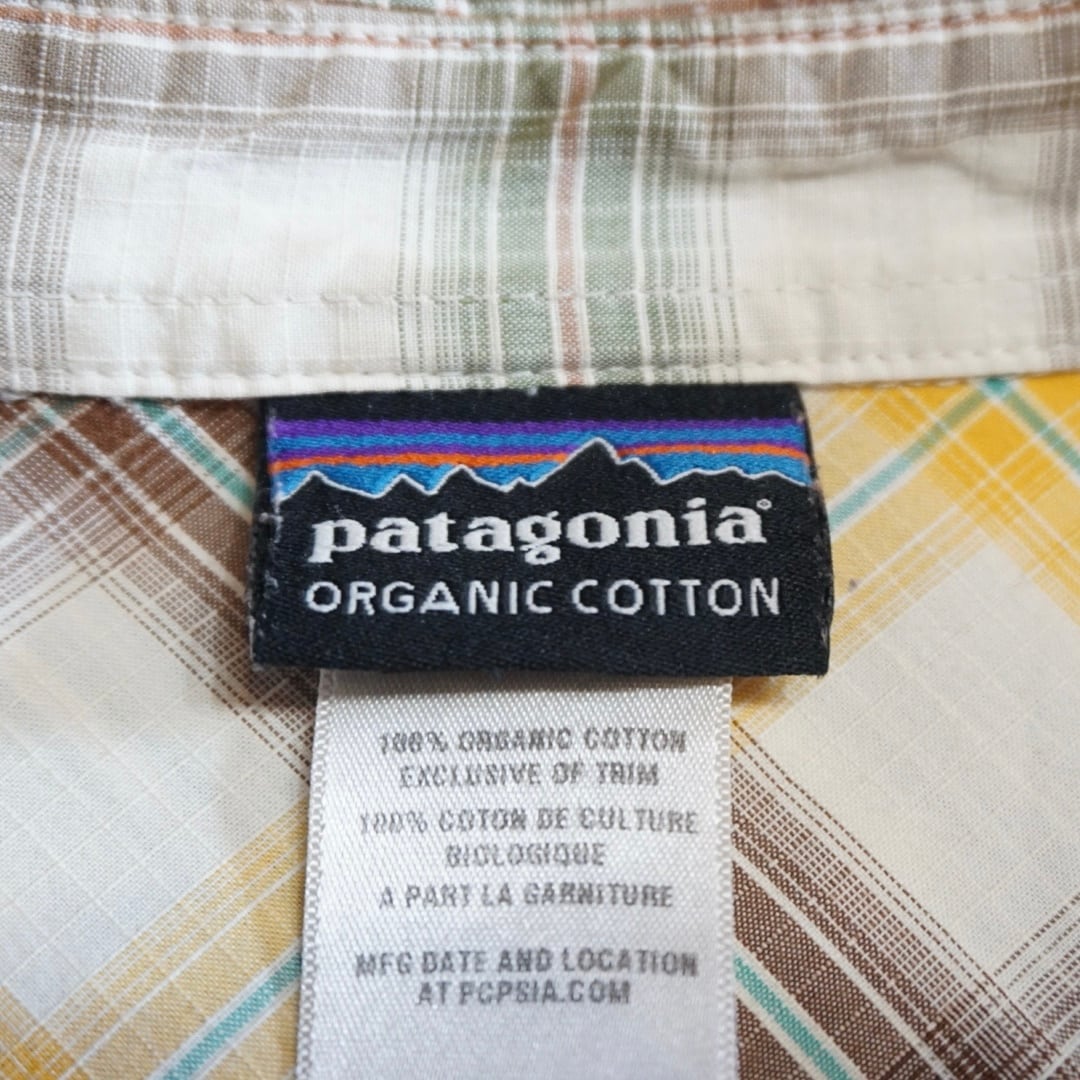 patagonia®
ORGANIC COTTON
100% ORGANIC COTTON
EXCLUSIVE OF TRIM
100% COTON DE CULTURE
BIOLOGIQUE
A PART LA GARNITURE
MFG DATE AND LOCATION
AT PCPSIA.COM